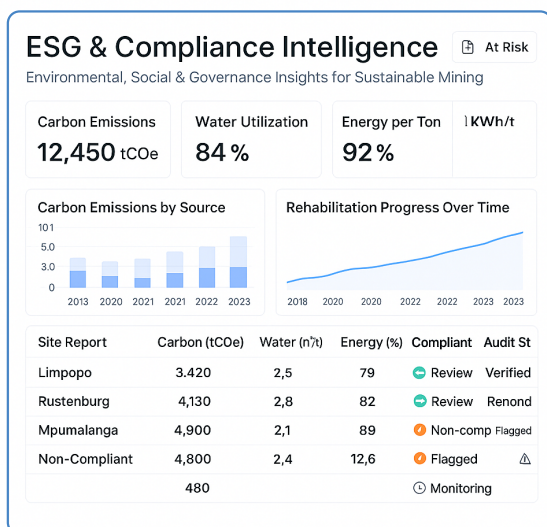 ESG & Compliance Intelligence
At Risk
Environmental, Social & Governance Insights for Sustainable Mining
Carbon Emissions
12,450 tCOe
Water Utilization
84 %
Energy per Ton
92 %
KWh/t
Carbon Emissions by Source
101
5.0
3.0
0
2013 2020 2021 2021 2022 2023
Rehabilitation Progress Over Time
2018 2020 2020 2022 2022 2023 2023
Site Report Carbon (tCOe) Water Energy (%) Compliant Audit St
Limpopo 3.420 2,5 79 Review Verified
Rustenburg 4,130 2,8 82 Review Renond
Mpumalanga 4,900 2,1 89 Non-comp Flagged
Non-Compliant 4,800 2,4 12,6 Flagged
480 Monitoring